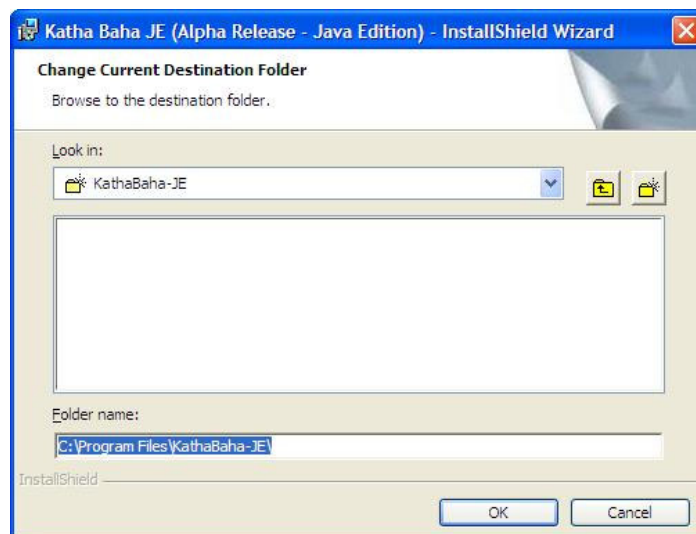 Katha Baha JE (Alpha Release - Java Edition) - InstallShield Wizard
Change Current Destination Folder
Browse to the destination folder.
Look in:
KathaBaha-JE
Folder name:
C:\Program Files\KathaBaha-JE\
InstallShield
OK Cancel